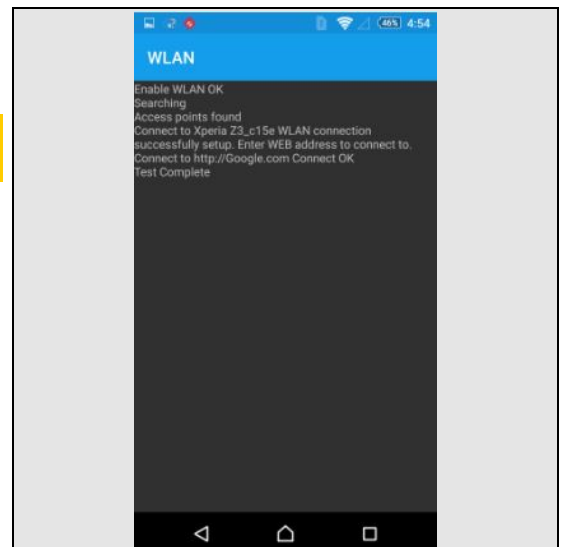 46% 4:54
WLAN
Enable WLAN OK
Searching
Access points found
Connect to Xperia Z3_c15e WLAN connection
successfully setup. Enter WEB address to connect to.
Connect to http://Google.com Connect OK
Test Complete